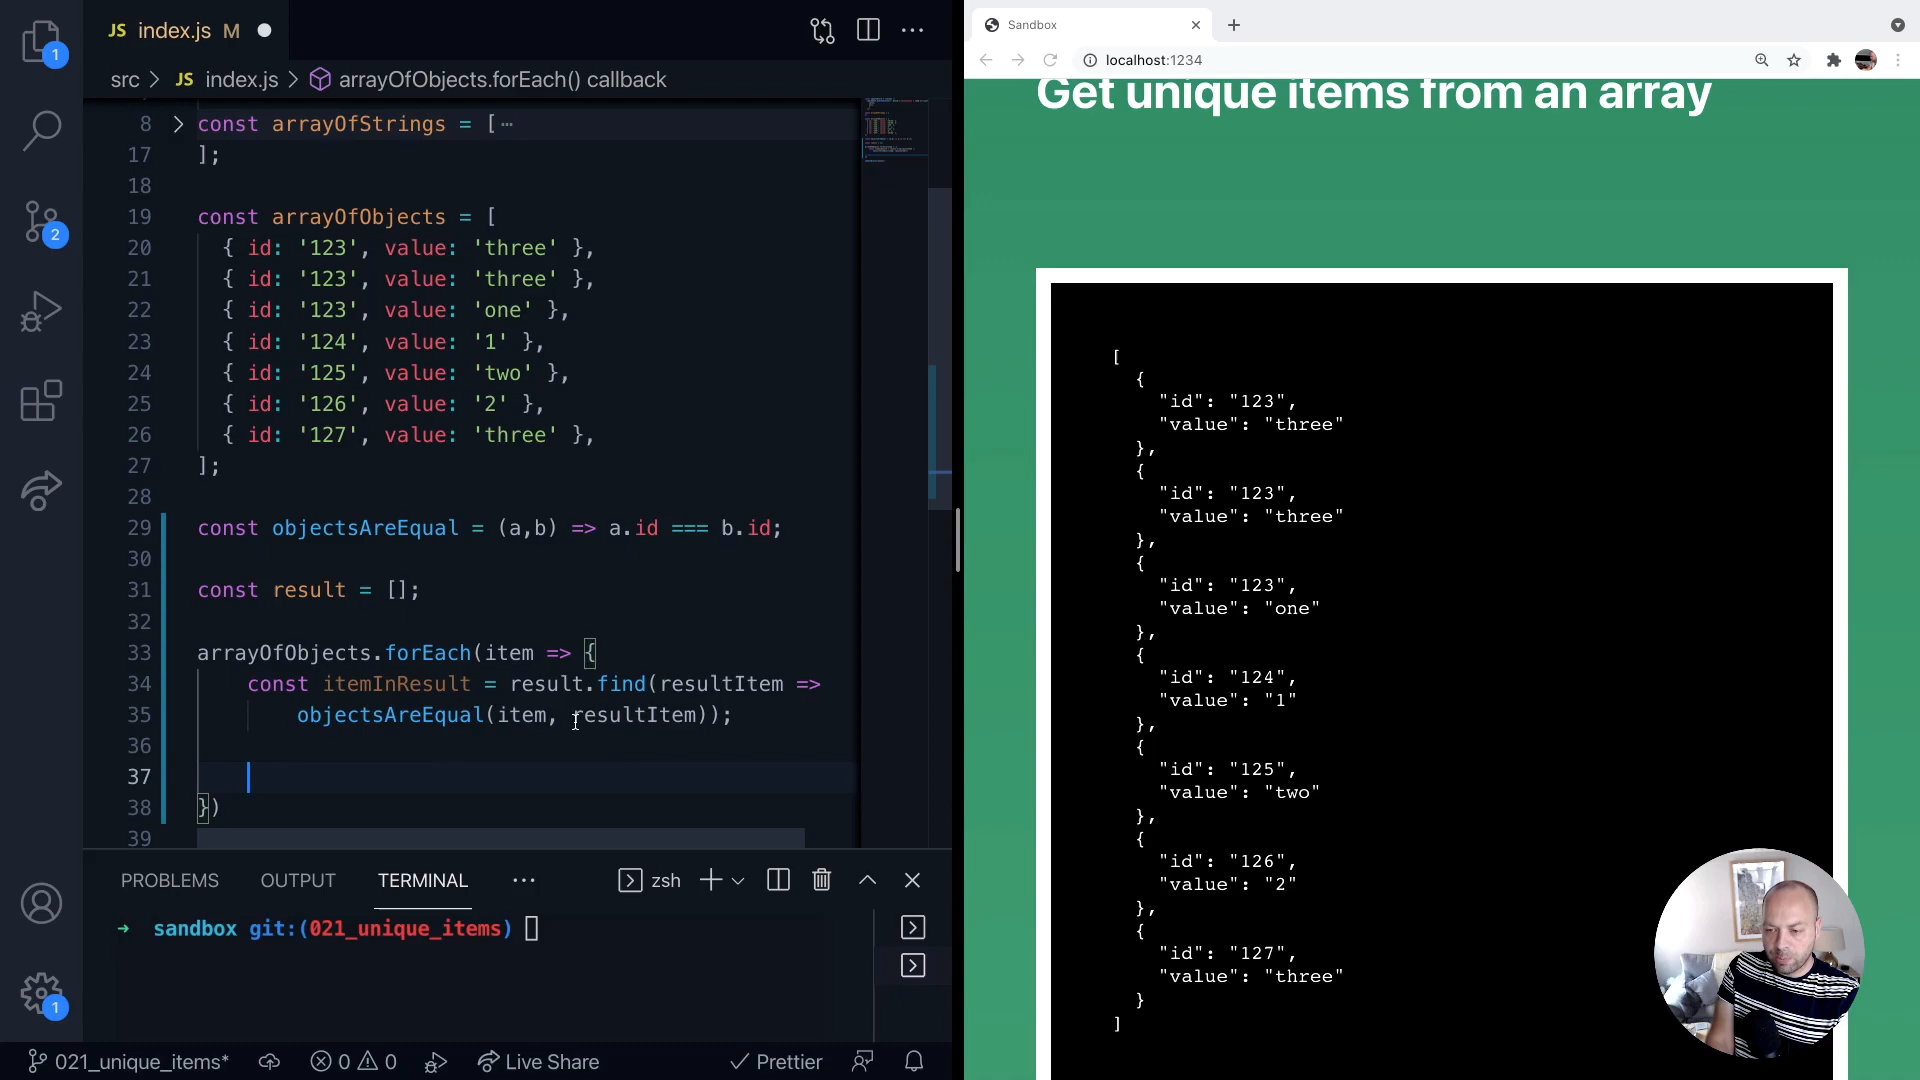 1
JS index.js M
src > JS index.js > arrayOfObjects.forEach() callback
8 const arrayOfStrings = [ …
17 ];
18
19 const arrayOfObjects = [
20 { id: '123', value: 'three' },
21 { id: '123', value: 'three' },
22 { id: '123', value: 'one' },
23 { id: '124', value: '1' },
24 { id: '125', value: 'two' },
25 { id: '126', value: '2' },
26 { id: '127', value: 'three' },
27 ];
28
29 const objectsAreEqual = (a,b) => a.id === b.id;
30
31 const result = [];
32
33 arrayOfObjects.forEach(item => {
34 const itemInResult = result.find(resultItem =>
35 objectsAreEqual(item, resultItem));
36
37
38 })
39
2
1
PROBLEMS OUTPUT TERMINAL … zsh
→ sandbox git:(021_unique_items)
021_unique_items* 0 0 Live Share Prettier
Sandbox
localhost:1234
Get unique items from an array
[
{
"id": "123",
"value": "three"
},
{
"id": "123",
"value": "three"
},
{
"id": "123",
"value": "one"
},
{
"id": "124",
"value": "1"
},
{
"id": "125",
"value": "two"
},
{
"id": "126",
"value": "2"
},
{
"id": "127",
"value": "three"
}
]